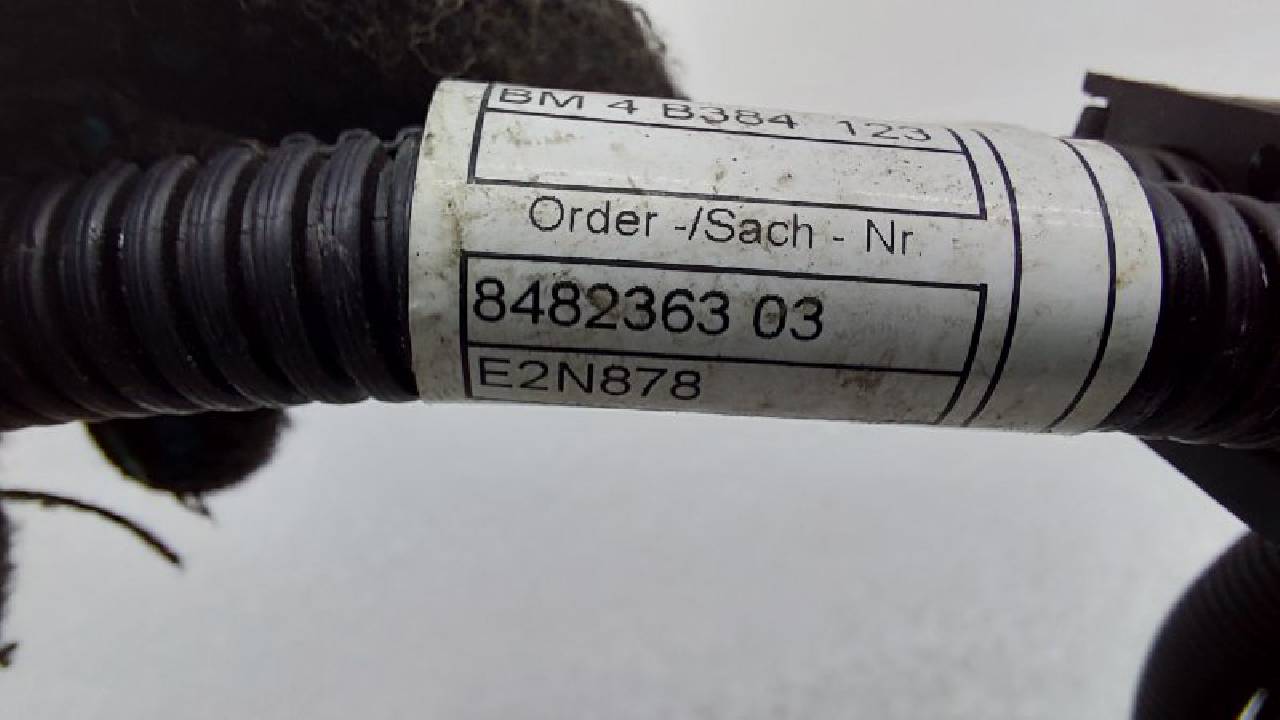 BM 4 B384 123
Order -/Sach - Nr.
8482363 03
E2N878